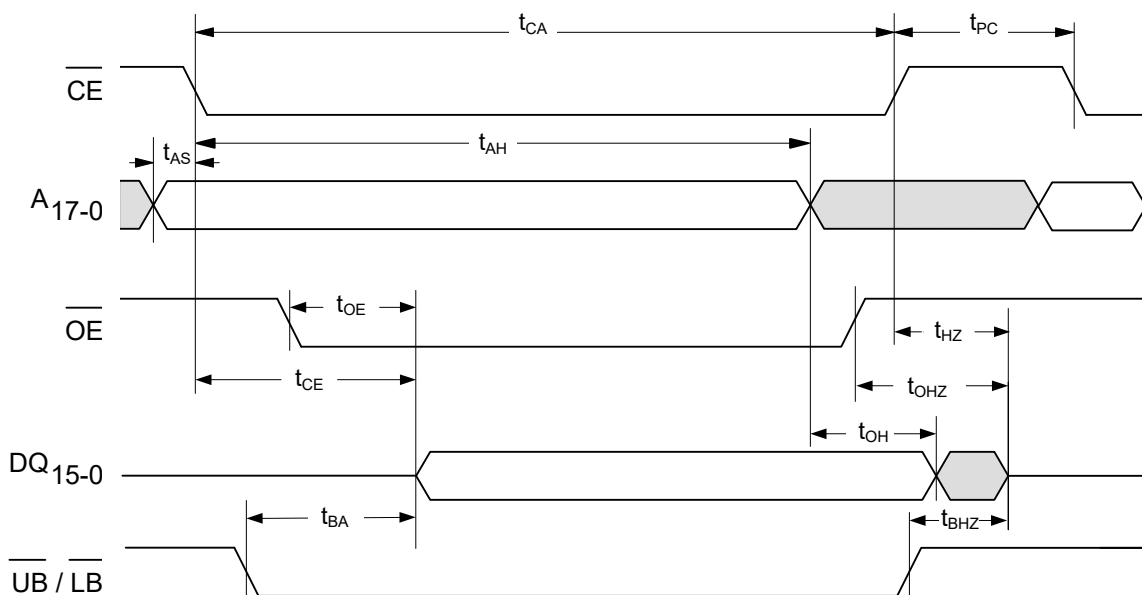 tCA
tPC
CE
tAS
tAH
A17-0
OE
tOE
tHZ
tCE
tOHZ
tOH
DQ15-0
tBA
tBHZ
UB / LB